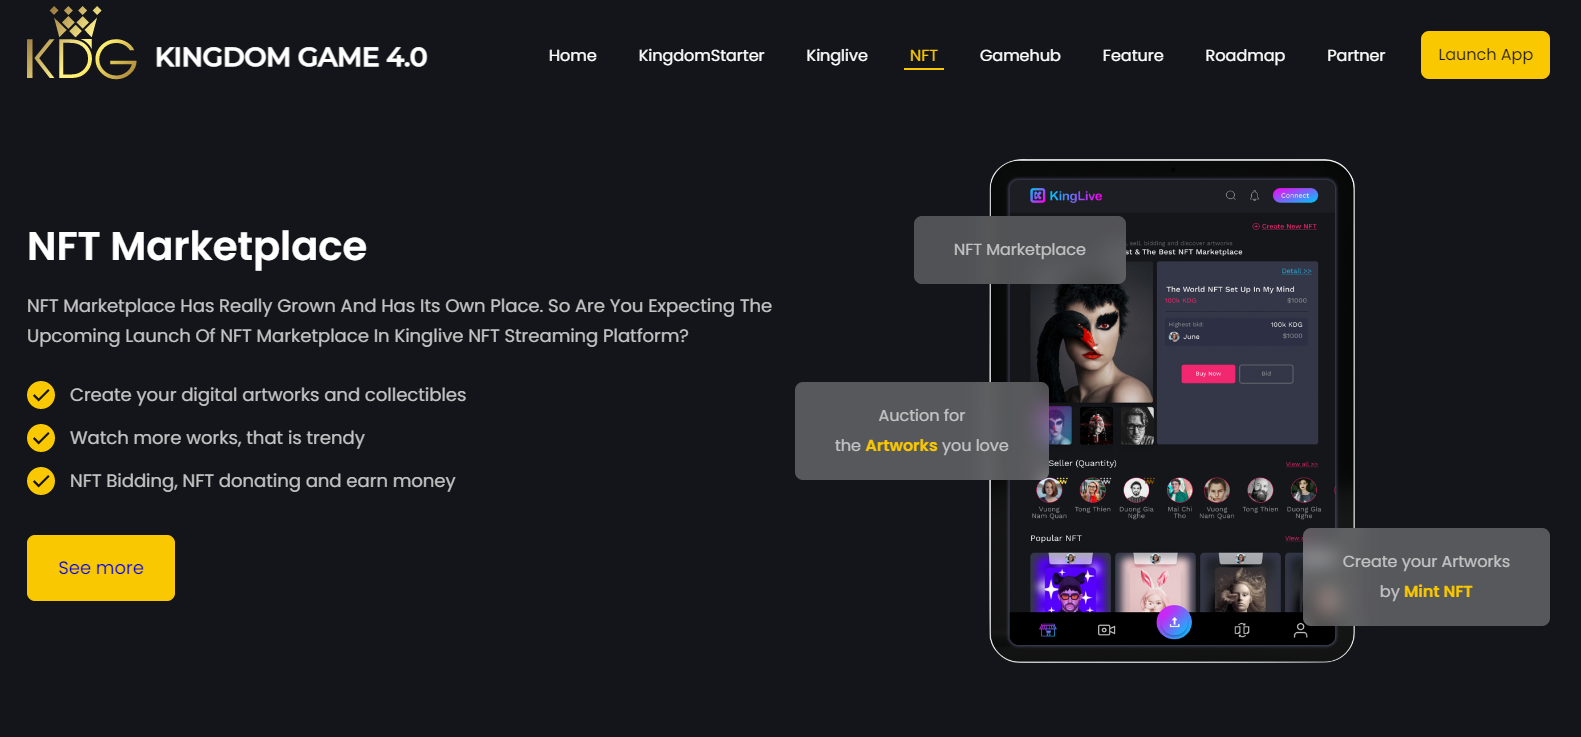 KDG
KINGDOM GAME 4.0
Home
KingdomStarter
Kinglive
NFT
Gamehub
Feature
Roadmap
Partner
Launch App
NFT Marketplace
NFT Marketplace Has Really Grown And Has Its Own Place. So Are You Expecting The
Upcoming Launch Of NFT Marketplace In Kinglive NFT Streaming Platform?
Create your digital artworks and collectibles
Watch more works, that is trendy
NFT Bidding, NFT donating and earn money
See more
KingLive
Connect
Create New NFT
NFT Marketplace
sell, bidding and discover artworks
& The Best NFT Marketplace
Detail >>
The World NFT Set Up In My Mind
100k KDG
$1000
Highest bid
100k KDG
June
$1000
Buy Now
Bid
Auction for
the Artworks you love
Seller (Quantity)
View all >>
Vuong
Nam Quan
Tong Thien
Duong Gia
Nghe
Mai Chi
Tho
Vuong
Nam Quan
Tong Thien
Duong Gia
Nghe
Popular NFT
View
Create your Artworks
by Mint NFT